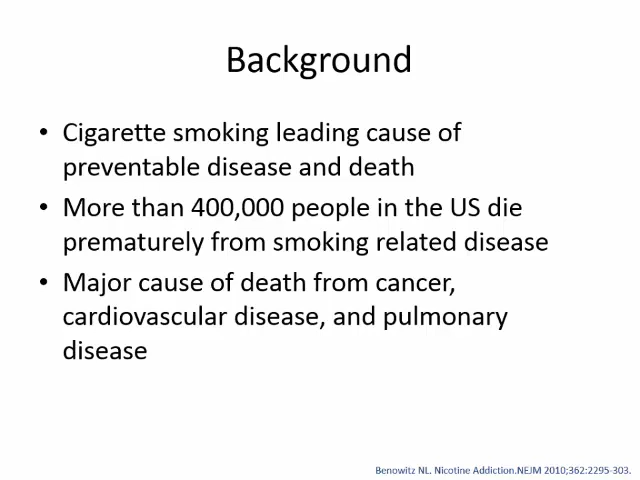 Background
• Cigarette smoking leading cause of
preventable disease and death
• More than 400,000 people in the US die
prematurely from smoking related disease
• Major cause of death from cancer,
cardiovascular disease, and pulmonary
disease
Benowitz NL. Nicotine Addiction.NEJM 2010;362:2295-303.